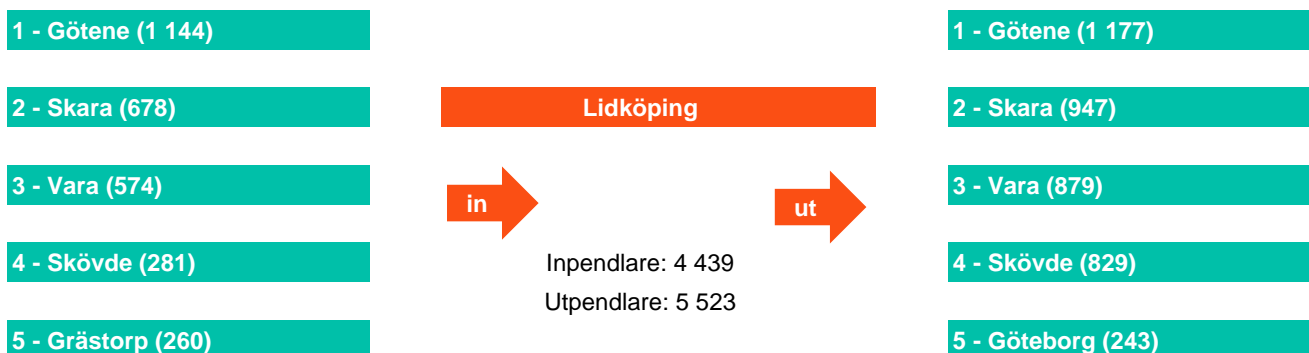 1 - Götene (1 144)
2 - Skara (678)
3 - Vara (574)
4 - Skövde (281)
5 - Grästorp (260)
Lidköping
in
ut
Inpendlare: 4 439
Utpendlare: 5 523
1 - Götene (1 177)
2 - Skara (947)
3 - Vara (879)
4 - Skövde (829)
5 - Göteborg (243)